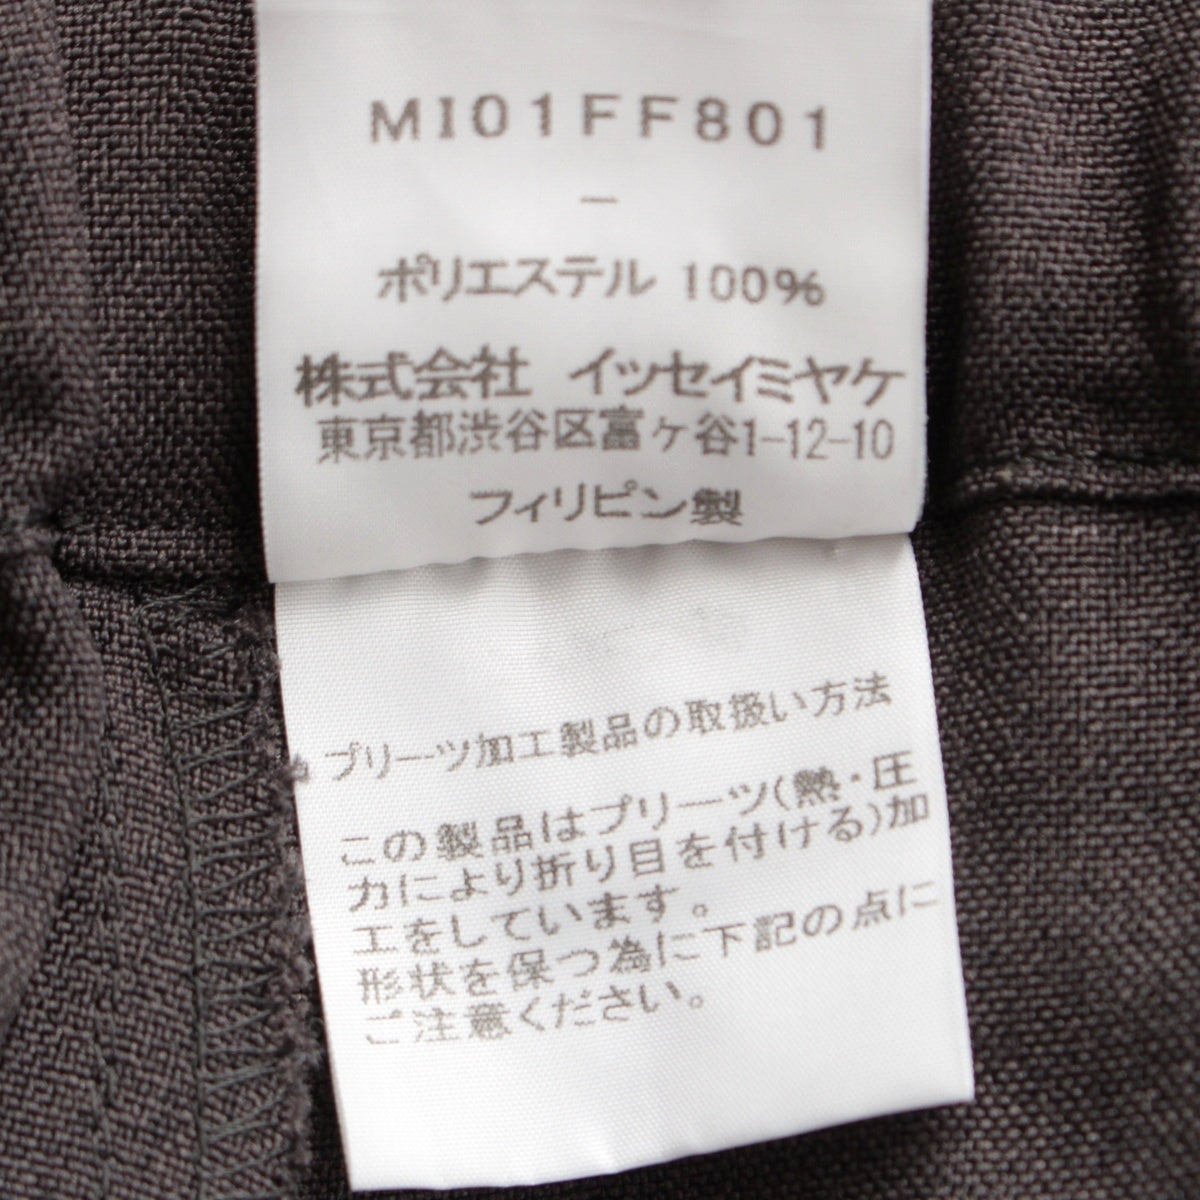 MI01FF801
－
ポリエステル 100%
株式会社 イッセイミヤケ
東京都渋谷区富ヶ谷1-12-10
フィリピン製
プリーツ加工製品の取扱い方法
この製品はプリーツ(熱・圧
力により折り目を付ける)加
工をしています。
形状を保つ為に下記の点に
ご注意ください。